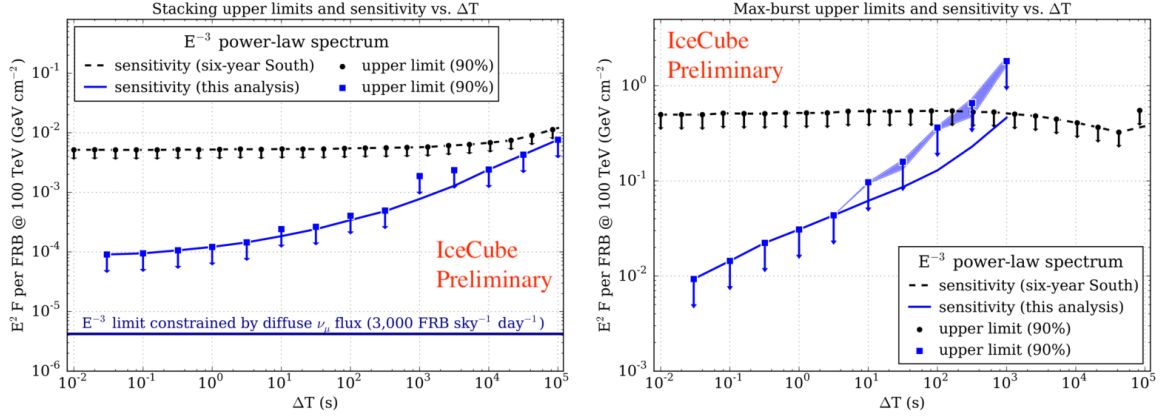 Stacking upper limits and sensitivity vs. ΔT
E⁻³ power-law spectrum
sensitivity (six-year South)
upper limit (90%)
sensitivity (this analysis)
upper limit (90%)
IceCube
Preliminary
E⁻³ limit constrained by diffuse νμ flux (3,000 FRB sky⁻¹ day⁻¹)
E² F per FRB @ 100 TeV (GeV cm⁻²)
10⁻¹
10⁻²
10⁻³
10⁻⁴
10⁻⁵
10⁻⁶
10⁻² 10⁻¹ 10⁰ 10¹ 10² 10³ 10⁴ 10⁵
ΔT (s)
Max-burst upper limits and sensitivity vs. ΔT
IceCube
Preliminary
E⁻³ power-law spectrum
sensitivity (six-year South)
sensitivity (this analysis)
upper limit (90%)
upper limit (90%)
E² F per FRB @ 100 TeV (GeV cm⁻²)
10⁰
10⁻¹
10⁻²
10⁻³
10⁻² 10⁻¹ 10⁰ 10¹ 10² 10³ 10⁴ 10⁵
ΔT (s)